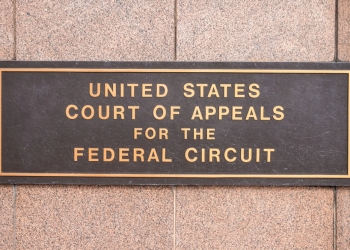 UNITED STATES
COURT OF APPEALS
FOR THE
FEDERAL CIRCUIT